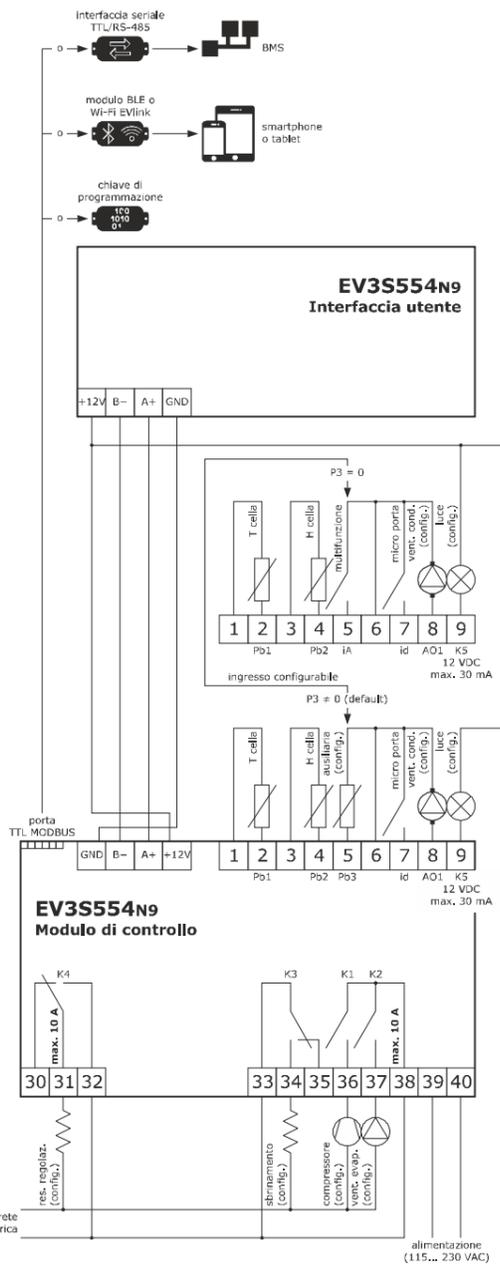 interfaccia seriale
TTL/RS-485
BMS
modulo BLE o
Wi-Fi EVlink
smartphone
o tablet
chiave di
programmazione
100
1010
01
EV3S554N9
Interfaccia utente
+12V B− A+ GND
P3 = 0
T cella
H cella
multifunzione
micro porta
vent. cond.
(config.)
luce
(config.)
1 2 3 4 5 6 7 8 9
Pb1 Pb2 iA id AO1 K5
12 VDC
max. 30 mA
ingresso configurabile
P3 ≠ 0 (default)
T cella
H cella
ausiliaria
(config.)
micro porta
vent. cond.
(config.)
luce
(config.)
porta
TTL MODBUS
GND B− A+ +12V
1 2 3 4 5 6 7 8 9
Pb1 Pb2 Pb3 id AO1 K5
12 VDC
max. 30 mA
EV3S554N9
Modulo di controllo
K4 K3 K1 K2
max. 10 A
max. 10 A
30 31 32 33 34 35 36 37 38 39 40
res. regolaz.
(config.)
sbrinamento
(config.)
compressore
(config.)
vent. evap.
(config.)
rete
rica
alimentazione
(115... 230 VAC)